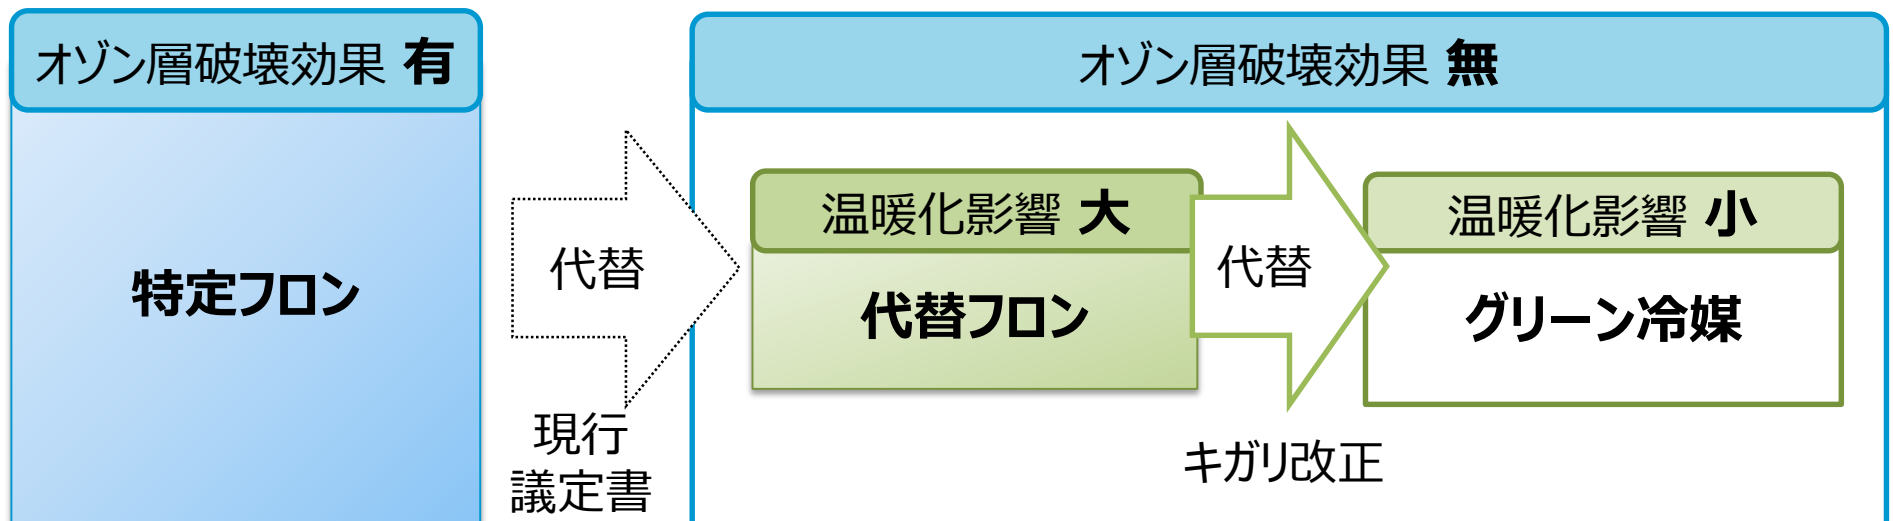 オゾン層破壊効果 有
特定フロン
代替
現行
議定書
オゾン層破壊効果 無
温暖化影響 大
代替フロン
代替
キガリ改正
温暖化影響 小
グリーン冷媒